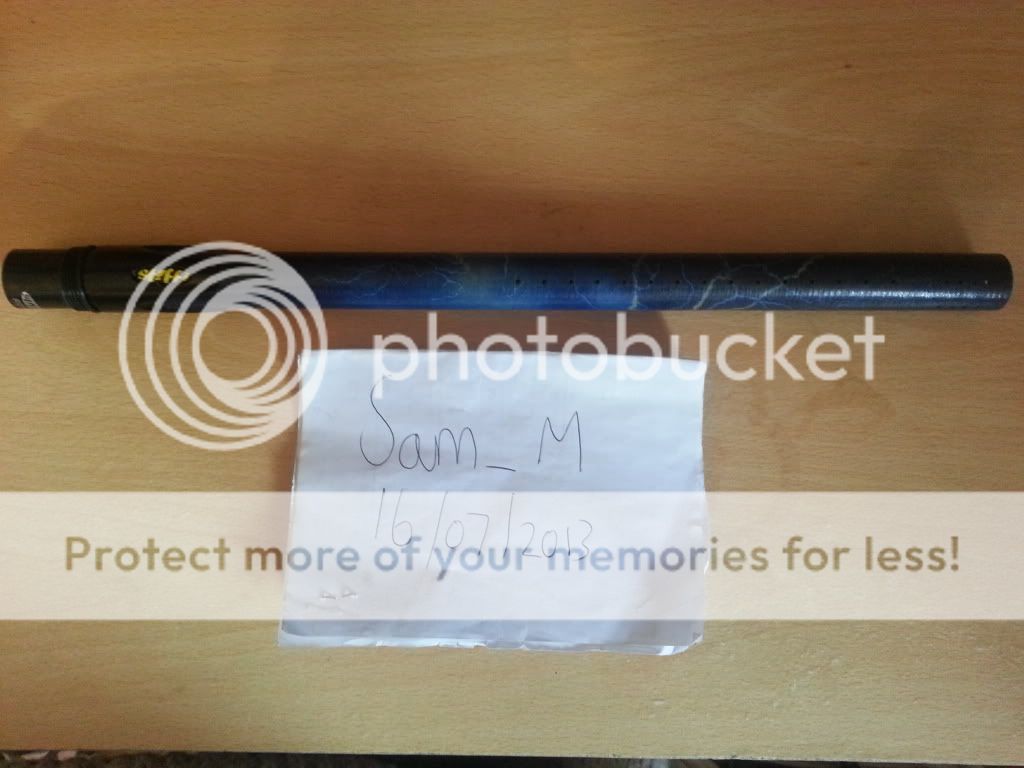 photobucket
Sam_M
16/07/2013
Protect more of your memories for less!